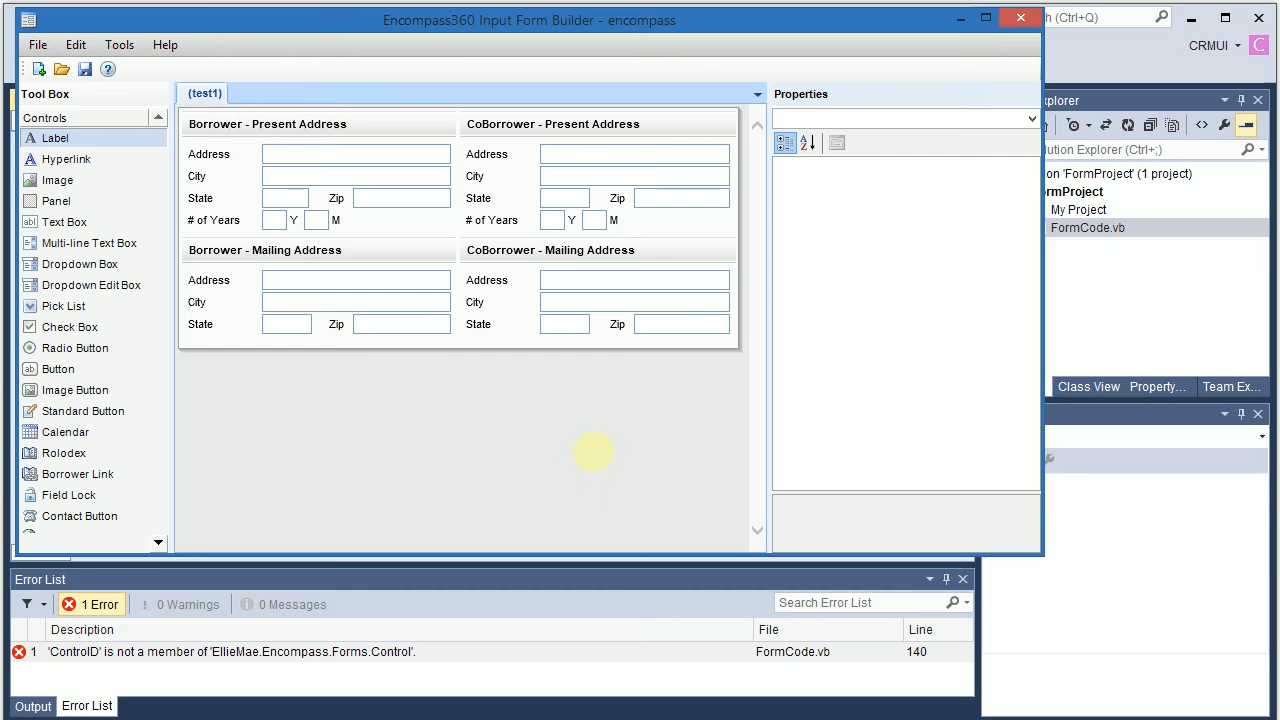 Encompass360 Input Form Builder - encompass
h (Ctrl+Q)
File Edit Tools Help
CRMUI C
Tool Box
(test1)
Properties
xplorer
Controls
Label
Hyperlink
Image
Panel
Text Box
Multi-line Text Box
Dropdown Box
Dropdown Edit Box
Pick List
Check Box
Radio Button
Button
Image Button
Standard Button
Calendar
Rolodex
Borrower Link
Field Lock
Contact Button
Borrower - Present Address
Address
City
State Zip
# of Years Y M
CoBorrower - Present Address
Address
City
State Zip
# of Years Y M
Borrower - Mailing Address
Address
City
State Zip
CoBorrower - Mailing Address
Address
City
State Zip
lution Explorer (Ctrl+;)
on 'FormProject' (1 project)
rmProject
My Project
FormCode.vb
Class View Property... Team Ex...
Error List
1 Error 0 Warnings 0 Messages
Search Error List
Description File Line
1 'ControlD' is not a member of 'EllieMae.Encompass.Forms.Control'. FormCode.vb 140
Output Error List